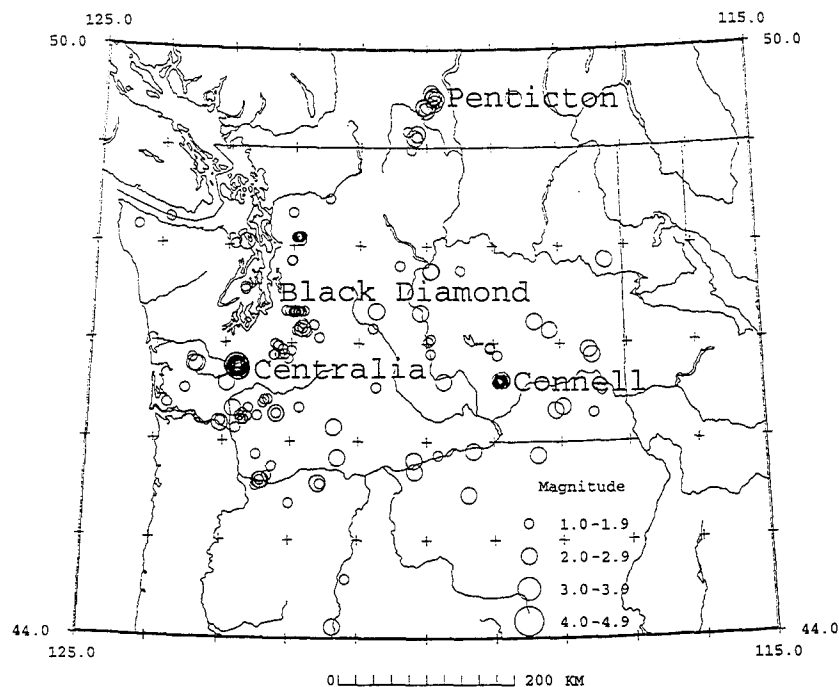 125.0 115.0
50.0 50.0
Penticton
Black Diamond
Centralia
Connell
Magnitude
1.0-1.9
2.0-2.9
3.0-3.9
4.0-4.9
44.0 44.0
125.0 115.0
0 200 KM